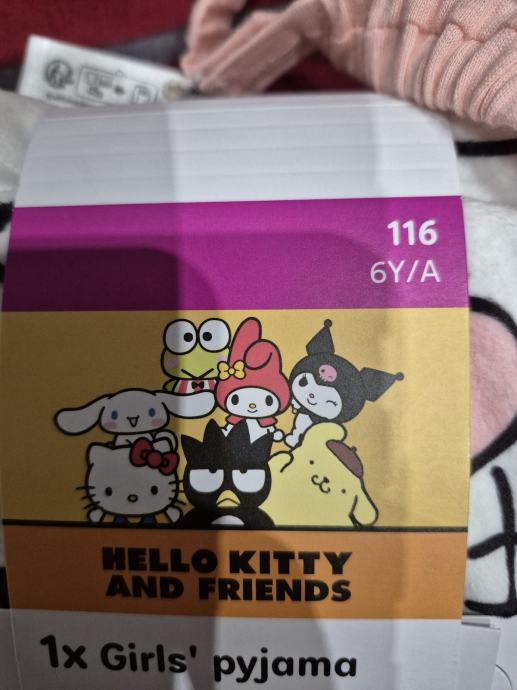 116
6Y/A
HELLO KITTY
AND FRIENDS
1x Girls' pyjama